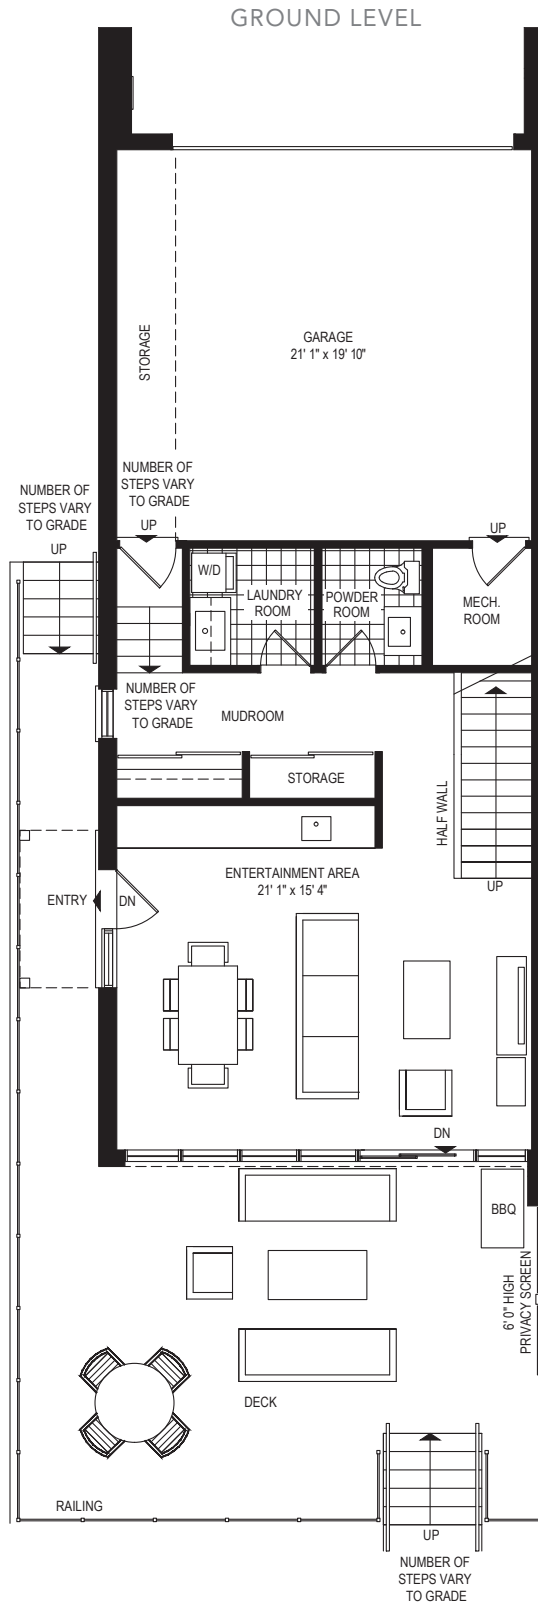 GROUND LEVEL
STORAGE
GARAGE
21' 1" x 19' 10"
NUMBER OF
STEPS VARY
TO GRADE
UP
NUMBER OF
STEPS VARY
TO GRADE
UP
UP
W/D
LAUNDRY
ROOM
POWDER
ROOM
MECH.
ROOM
NUMBER OF
STEPS VARY
TO GRADE
MUDROOM
STORAGE
HALF WALL
UP
ENTERTAINMENT AREA
21' 1" x 15' 4"
ENTRY
DN
DN
BBQ
6' 0" HIGH
PRIVACY SCREEN
DECK
RAILING
UP
NUMBER OF
STEPS VARY
TO GRADE